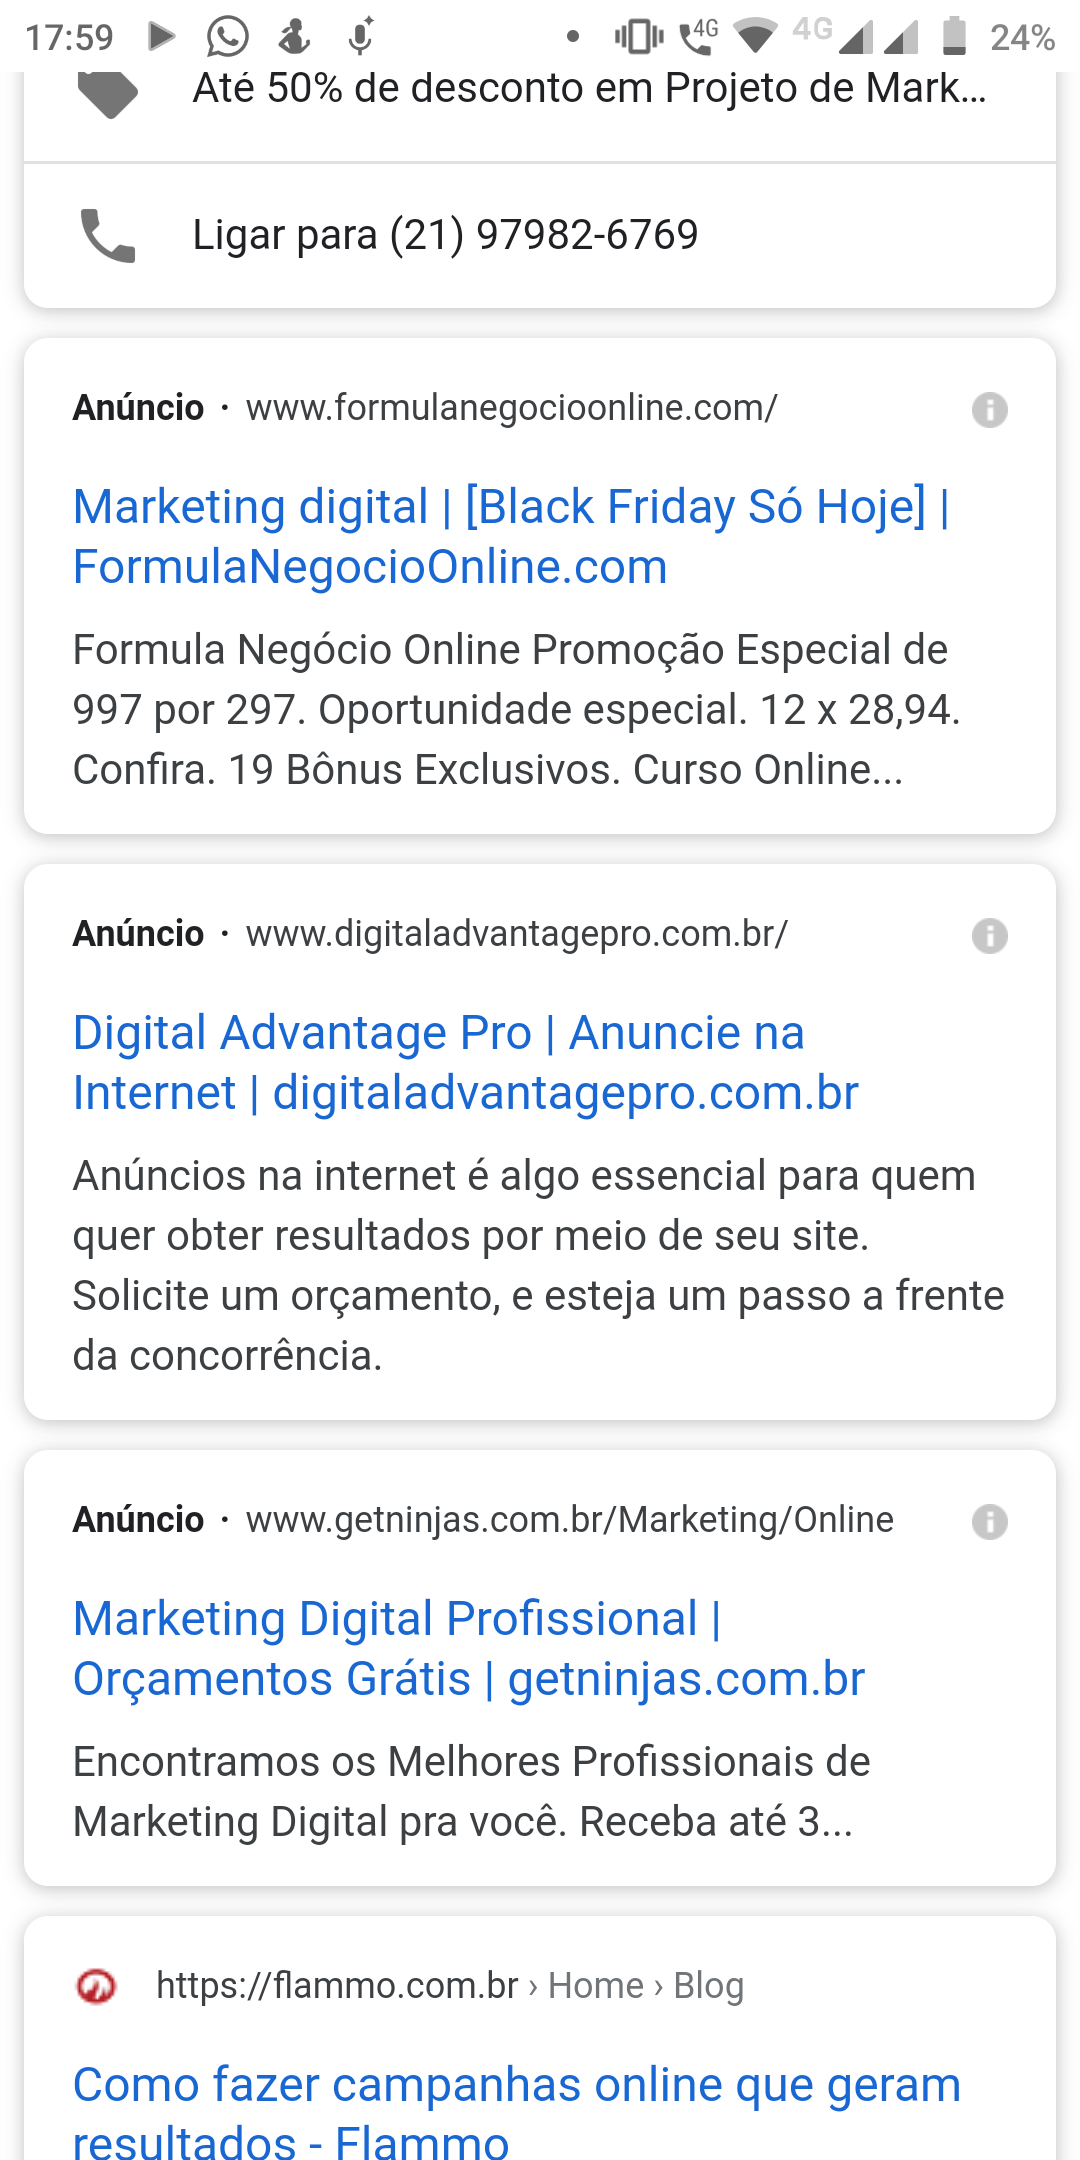 17:59
4G
4G
24%
Até 50% de desconto em Projeto de Mark...
Ligar para (21) 97982-6769
Anúncio · www.formulanegocioonline.com/
Marketing digital | [Black Friday Só Hoje] |
FormulaNegocioOnline.com
Formula Negócio Online Promoção Especial de
997 por 297. Oportunidade especial. 12 x 28,94.
Confira. 19 Bônus Exclusivos. Curso Online...
Anúncio · www.digitaladvantagepro.com.br/
Digital Advantage Pro | Anuncie na
Internet | digitaladvantagepro.com.br
Anúncios na internet é algo essencial para quem
quer obter resultados por meio de seu site.
Solicite um orçamento, e esteja um passo a frente
da concorrência.
Anúncio · www.getninjas.com.br/Marketing/Online
Marketing Digital Profissional |
Orçamentos Grátis | getninjas.com.br
Encontramos os Melhores Profissionais de
Marketing Digital pra você. Receba até 3...
https://flammo.com.br › Home › Blog
Como fazer campanhas online que geram
resultados - Flammo